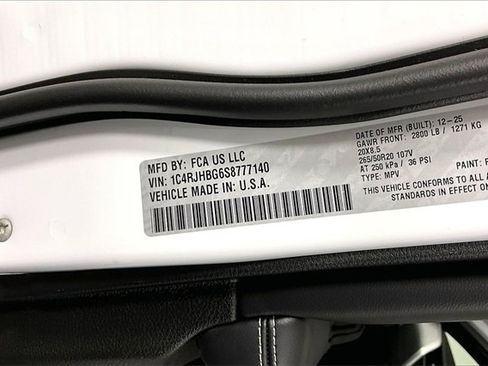 MFD BY: FCA US LLC
VIN: 1C4RJHBG6S8777140
VEHICLE MADE IN: U.S.A.
DATE OF MFR (BUILT): 12-25
GAWR FRONT: 2800 LB / 1271 KG
20X8.5
265/50R20 107V
AT 250 kPa / 36 PSI
TYPE: MPV
PAINT:
THIS VEHICLE CONFORMS TO ALL
STANDARDS IN EFFECT ON